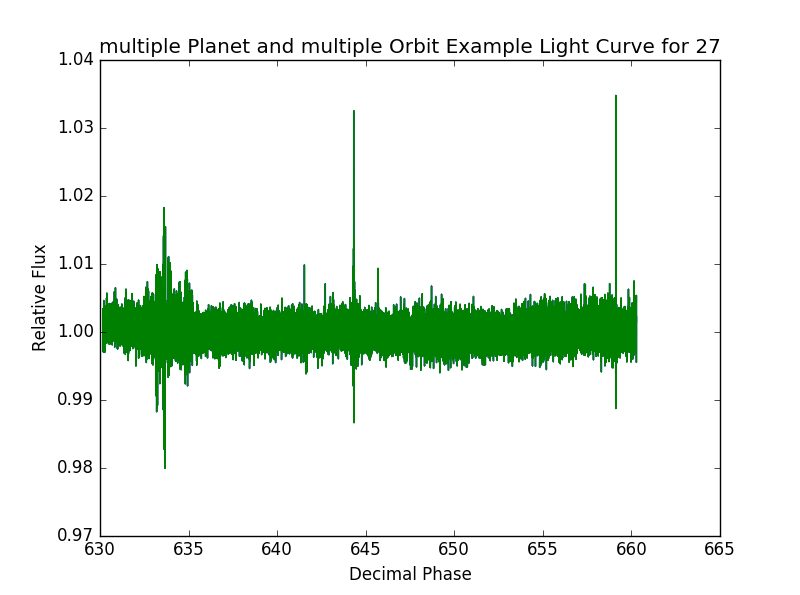 multiple Planet and multiple Orbit Example Light Curve for 27
1.04
1.03
1.02
1.01
1.00
0.99
0.98
0.97
Relative Flux
630 635 640 645 650 655 660 665
Decimal Phase